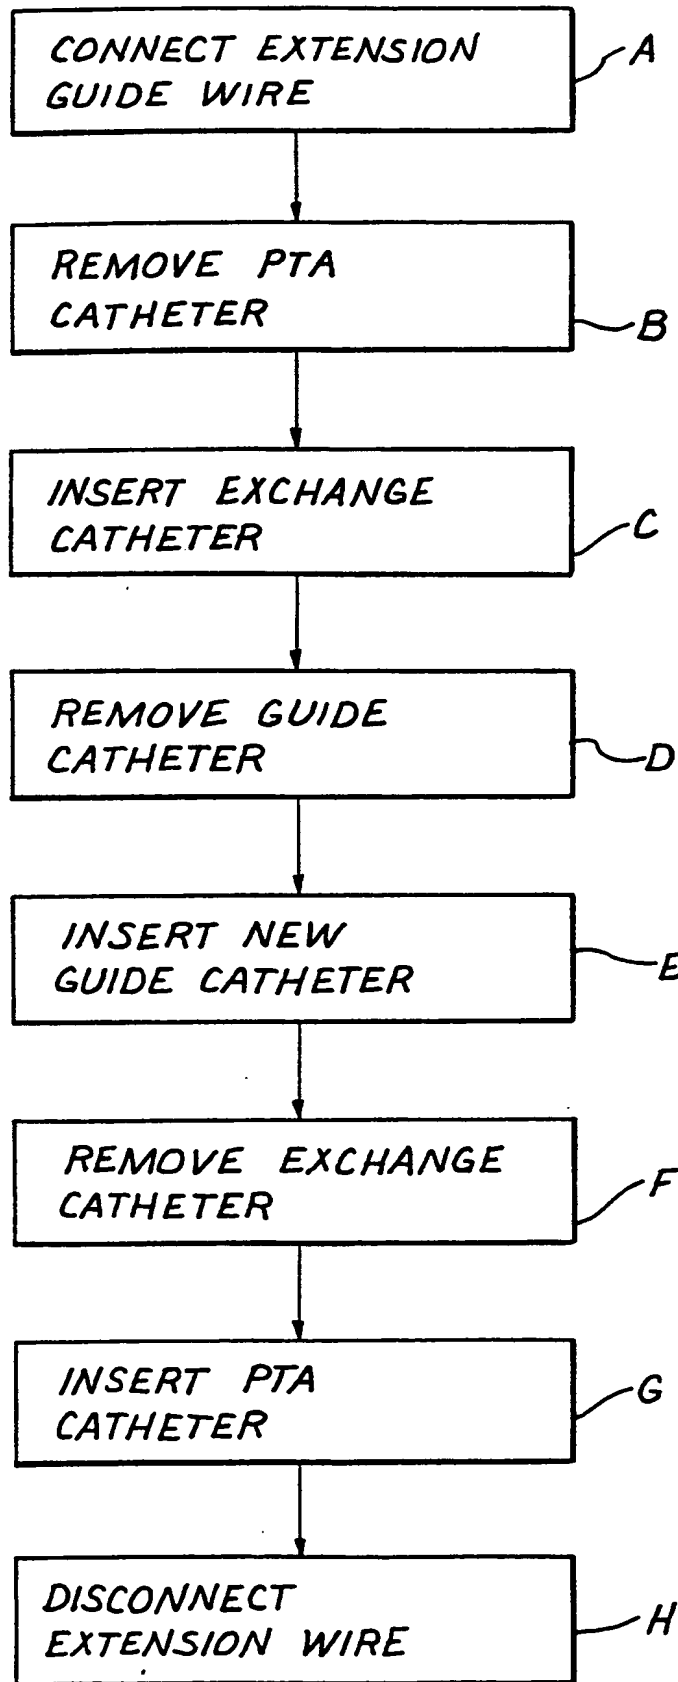 CONNECT EXTENSION
GUIDE WIRE
A
REMOVE PTA
CATHETER
B
INSERT EXCHANGE
CATHETER
C
REMOVE GUIDE
CATHETER
D
INSERT NEW
GUIDE CATHETER
E
REMOVE EXCHANGE
CATHETER
F
INSERT PTA
CATHETER
G
DISCONNECT
EXTENSION WIRE
H